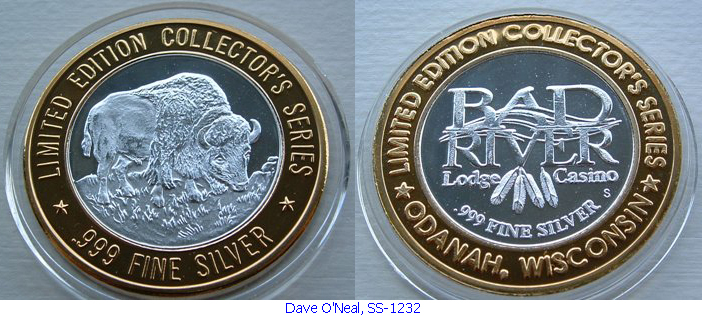 LIMITED EDITION COLLECTOR'S SERIES
.999 FINE SILVER
LIMITED EDITION COLLECTOR'S SERIES
BAD
RIVER
Lodge Casino
S
.999 FINE SILVER
ODANAH, WISCONSIN
Dave O'Neal, SS-1232